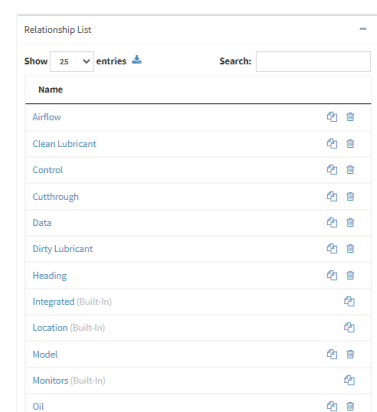 Relationship List
Show 25 entries Search:
Name
Airflow
Clean Lubricant
Control
Cutthrough
Data
Dirty Lubricant
Heading
Integrated (Built-In)
Location (Built-In)
Model
Monitors (Built-In)
Oil